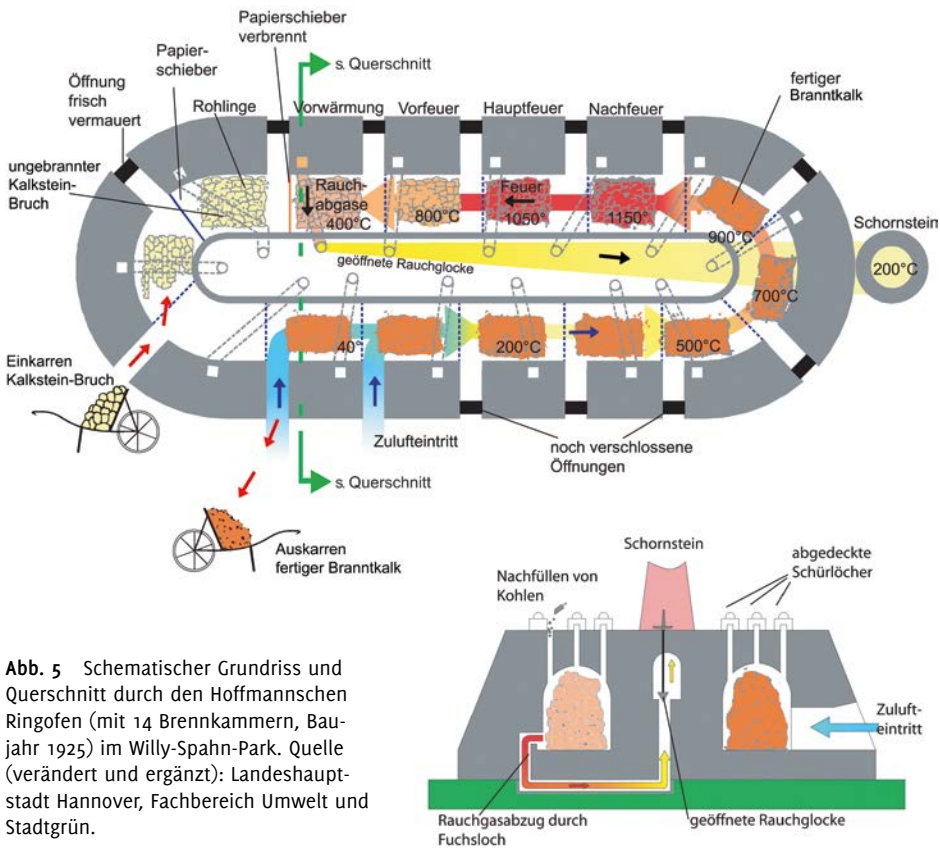 Papierschieber
verbrennt
s. Querschnitt
Papier-
schieber
Öffnung
frisch
vermauert
Rohlinge
Vorwärmung
Vorfeuer
Hauptfeuer
Nachfeuer
fertiger
Branntkalk
ungebrannter
Kalkstein-
Bruch
Rauch-
abgase
400°C
800°C
Feuer
1050°
1150°
900°C
Schornstein
200°C
geöffnete Rauchglocke
700°C
40°
200°C
500°C
Einkarren
Kalkstein-Bruch
Zulufteintritt
noch verschlossene
Öffnungen
s. Querschnitt
Auskarren
fertiger Branntkalk
Schornstein
abgedeckte
Schürlöcher
Nachfüllen von
Kohlen
Zuluft-
eintritt
Rauchgasabzug durch
Fuchsloch
geöffnete Rauchglocke
Abb. 5 Schematischer Grundriss und
Querschnitt durch den Hoffmannschen
Ringofen (mit 14 Brennkammern, Bau-
jahr 1925) im Willy-Spahn-Park. Quelle
(verändert und ergänzt): Landeshaupt-
stadt Hannover, Fachbereich Umwelt und
Stadtgrün.